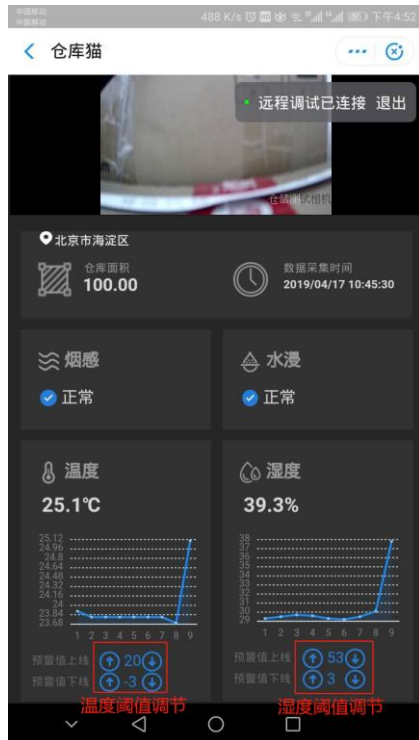 中国移动
中国移动
488 K/s
下午4:52
仓库猫
远程调试已连接 退出
北京市海淀区
仓库面积
100.00
数据采集时间
2019/04/17 10:45:30
烟感
正常
水浸
正常
温度
25.1℃
25.12
24.96
24.8
24.64
24.48
24.32
24.16
24
23.84
23.68
1 2 3 4 5 6 7 8 9
预警值上线 20
预警值下线 -3
温度阈值调节
湿度
39.3%
38
37
36
35
34
33
32
31
30
29
1 2 3 4 5 6 7 8 9
预警值上线 53
预警值下线 3
湿度阈值调节